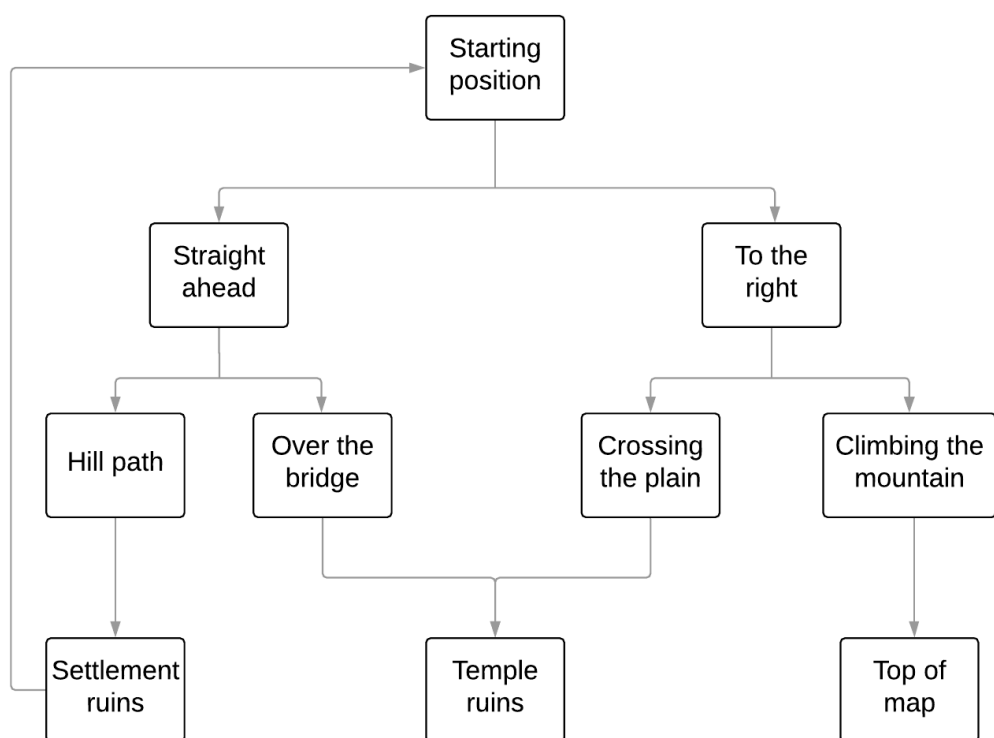 Starting
position
Straight
ahead
To the
right
Hill path
Over the
bridge
Crossing
the plain
Climbing the
mountain
Settlement
ruins
Temple
ruins
Top of
map